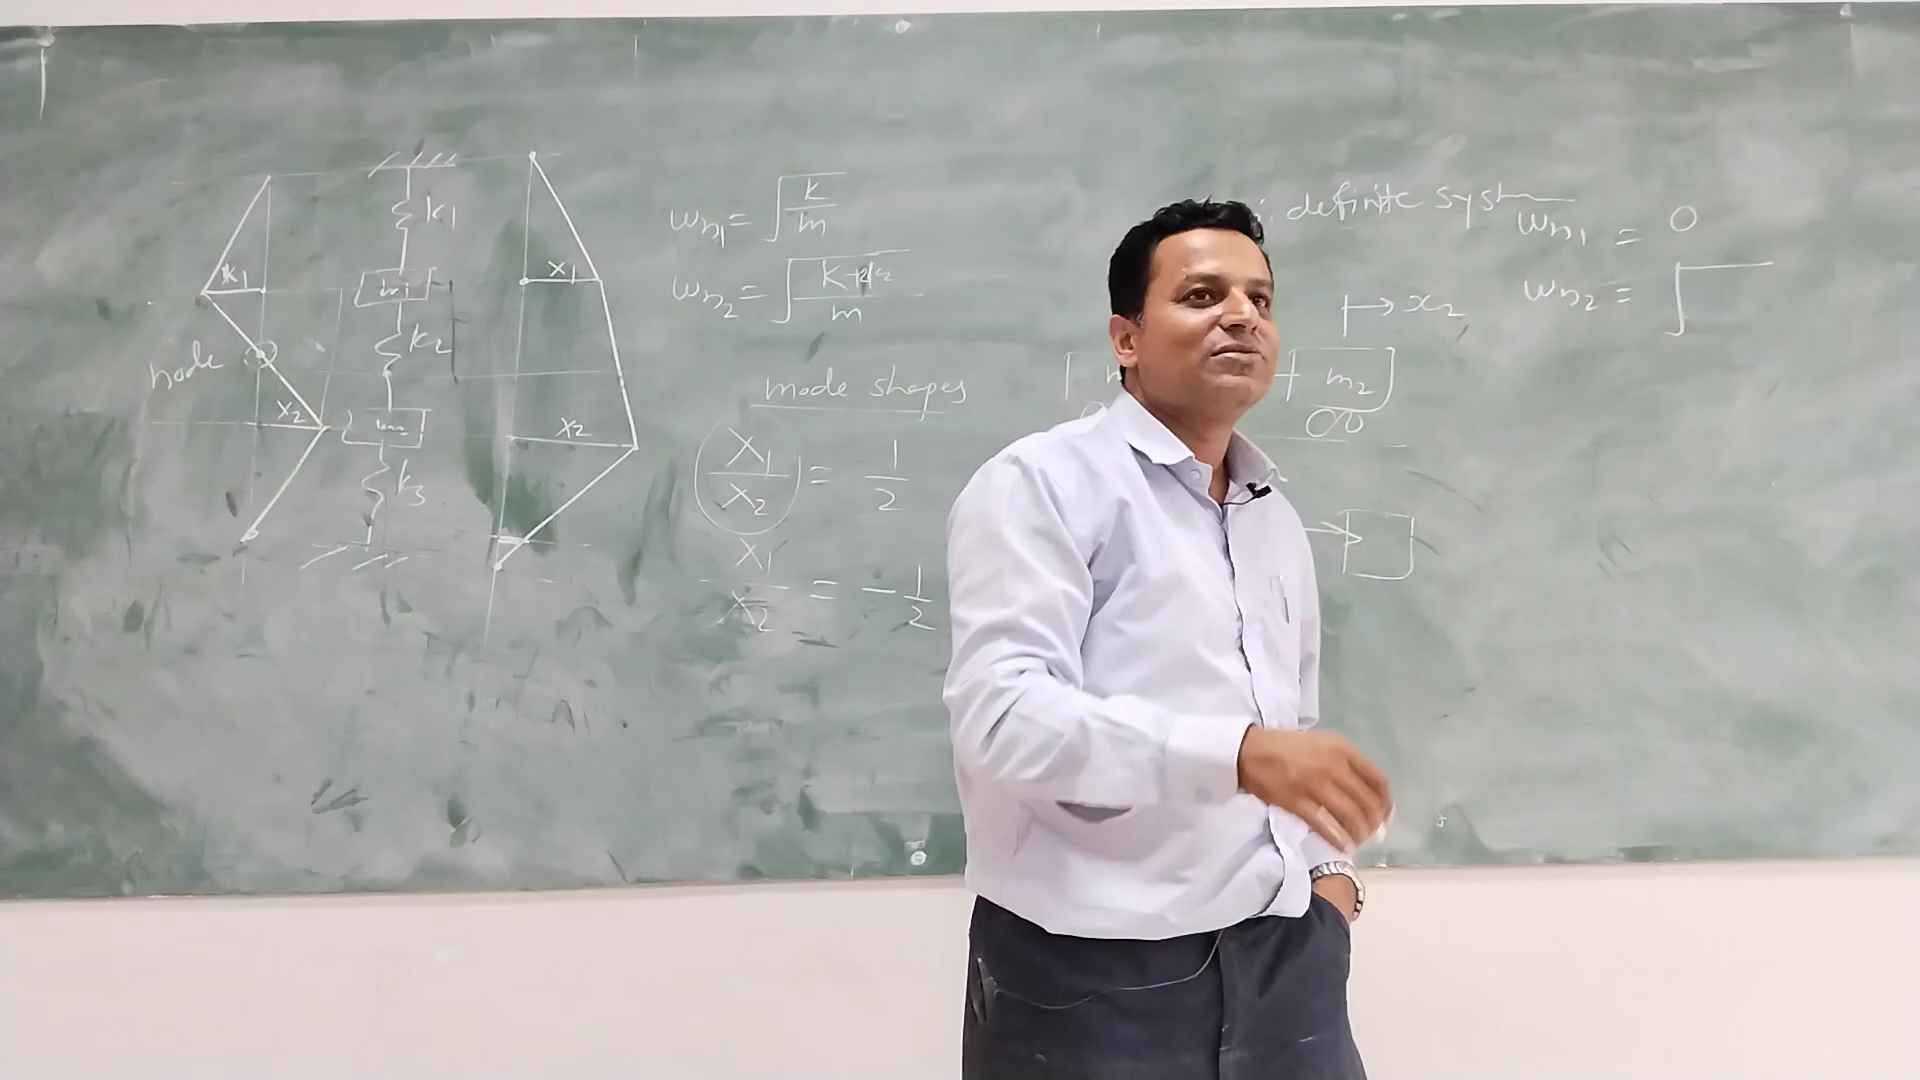 k1
x1
m1
k2
node
x2
k3
x1
x2
ωn1 = √k/m
ωn2 = √k+2k2/m
mode shapes
X1/X2 = 1/2
X1/X2 = -1/2
definite system
ωn1 = 0
ωn2 = √
x2
m2